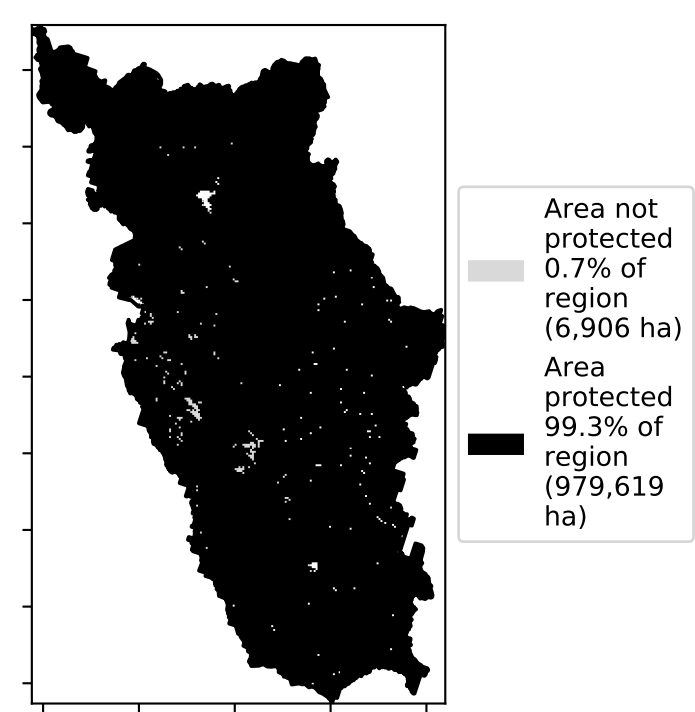 Area not
protected
0.7% of
region
(6,906 ha)
Area
protected
99.3% of
region
(979,619
ha)